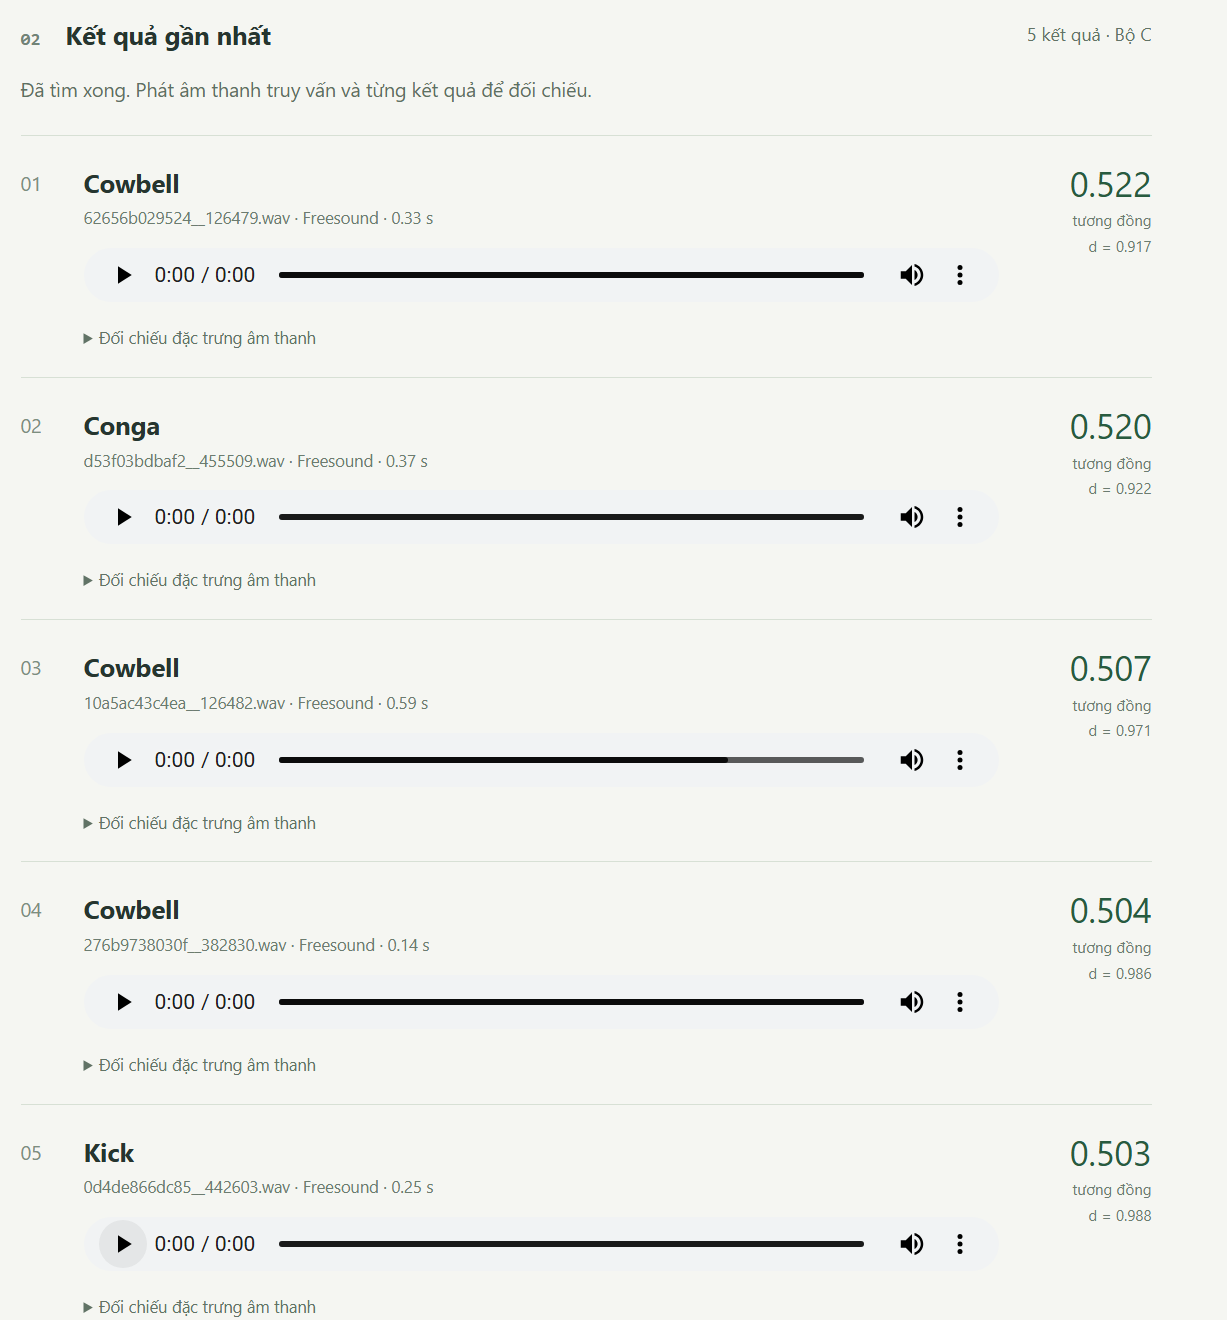 02 Kết quả gần nhất 5 kết quả · Bộ C
Đã tìm xong. Phát âm thanh truy vấn và từng kết quả để đối chiếu.
01 Cowbell 0.522
62656b029524__126479.wav · Freesound · 0.33 s tương đồng
d = 0.917
0:00 / 0:00
Đối chiếu đặc trưng âm thanh
02 Conga 0.520
d53f03bdbaf2__455509.wav · Freesound · 0.37 s tương đồng
d = 0.922
0:00 / 0:00
Đối chiếu đặc trưng âm thanh
03 Cowbell 0.507
10a5ac43c4ea__126482.wav · Freesound · 0.59 s tương đồng
d = 0.971
0:00 / 0:00
Đối chiếu đặc trưng âm thanh
04 Cowbell 0.504
276b9738030f__382830.wav · Freesound · 0.14 s tương đồng
d = 0.986
0:00 / 0:00
Đối chiếu đặc trưng âm thanh
05 Kick 0.503
0d4de866dc85__442603.wav · Freesound · 0.25 s tương đồng
d = 0.988
0:00 / 0:00
Đối chiếu đặc trưng âm thanh